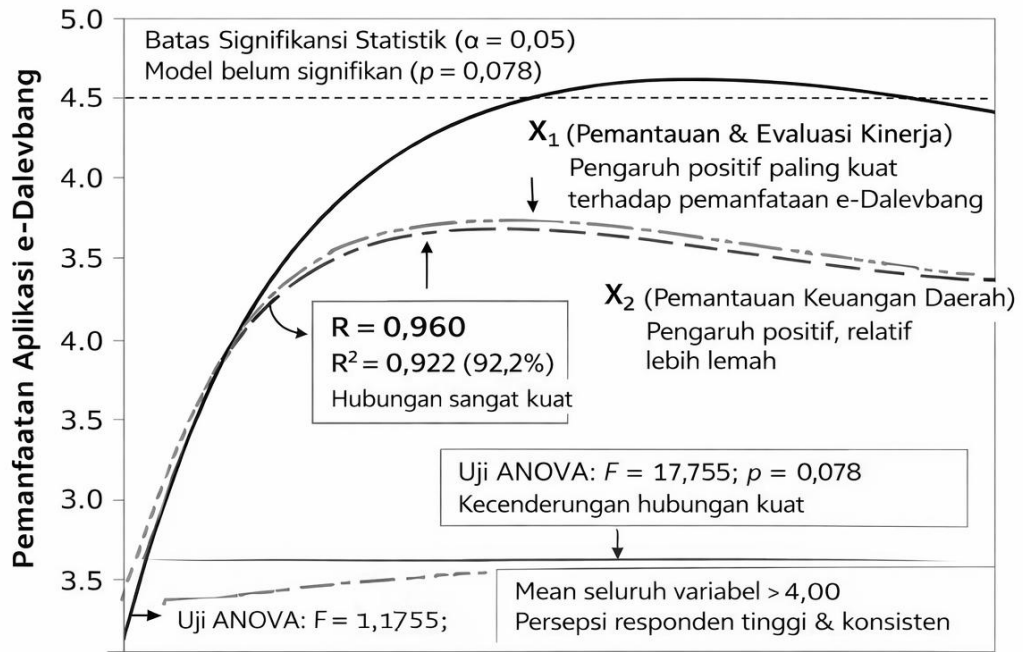 5.0
Batas Signifikansi Statistik (α = 0,05)
Model belum signifikan (p = 0,078)
4.5
X₁ (Pemantauan & Evaluasi Kinerja)
Pengaruh positif paling kuat
terhadap pemanfataan e-Dalevbang
4.0
3.5
X₂ (Pemantauan Keuangan Daerah)
Pengaruh positif, relatif
lebih lemah
R = 0,960
R² = 0,922 (92,2%)
Hubungan sangat kuat
4.0
3.5
Uji ANOVA: F = 17,755; p = 0,078
Kecenderungan hubungan kuat
3.0
3.5
Mean seluruh variabel > 4,00
Persepsi responden tinggi & konsisten
Uji ANOVA: F = 1,1755;
Pemanfaatan Aplikasi e-Dalevbang